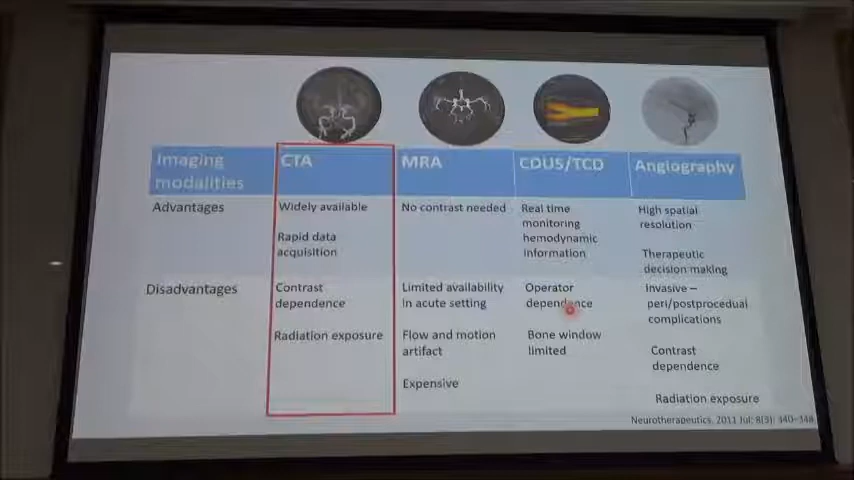 Imaging modalities
CTA
MRA
CDUS/TCD
Angiography
Advantages
Widely available
Rapid data
acquisition
No contrast needed
Real time
monitoring
hemodynamic
information
High spatial
resolution
Therapeutic
decision making
Disadvantages
Contrast
dependence
Radiation exposure
Limited availability
in acute setting
Flow and motion
artifact
Expensive
Operator
dependence
Bone window
limited
Invasive –
peri/postprocedual
complications
Contrast
dependence
Radiation exposure
Neurotherapeutics. 2011 Jul; 8(3): 340–348